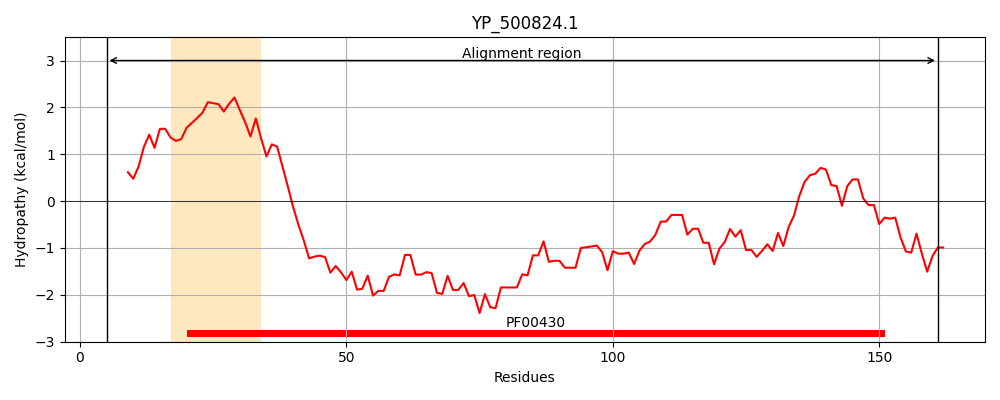 YP_500824.1
Alignment region
Hydropathy (kcal/mol)
3
2
1
0
−1
−2
−3
PF00430
0
50
100
150
Residues